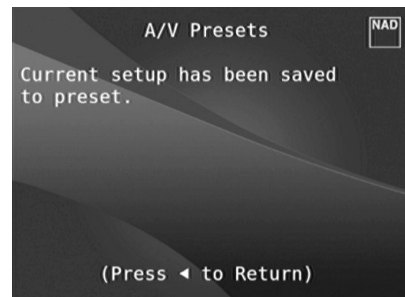 A/V Presets
NAD
Current setup has been saved
to preset.
(Press ◄ to Return)